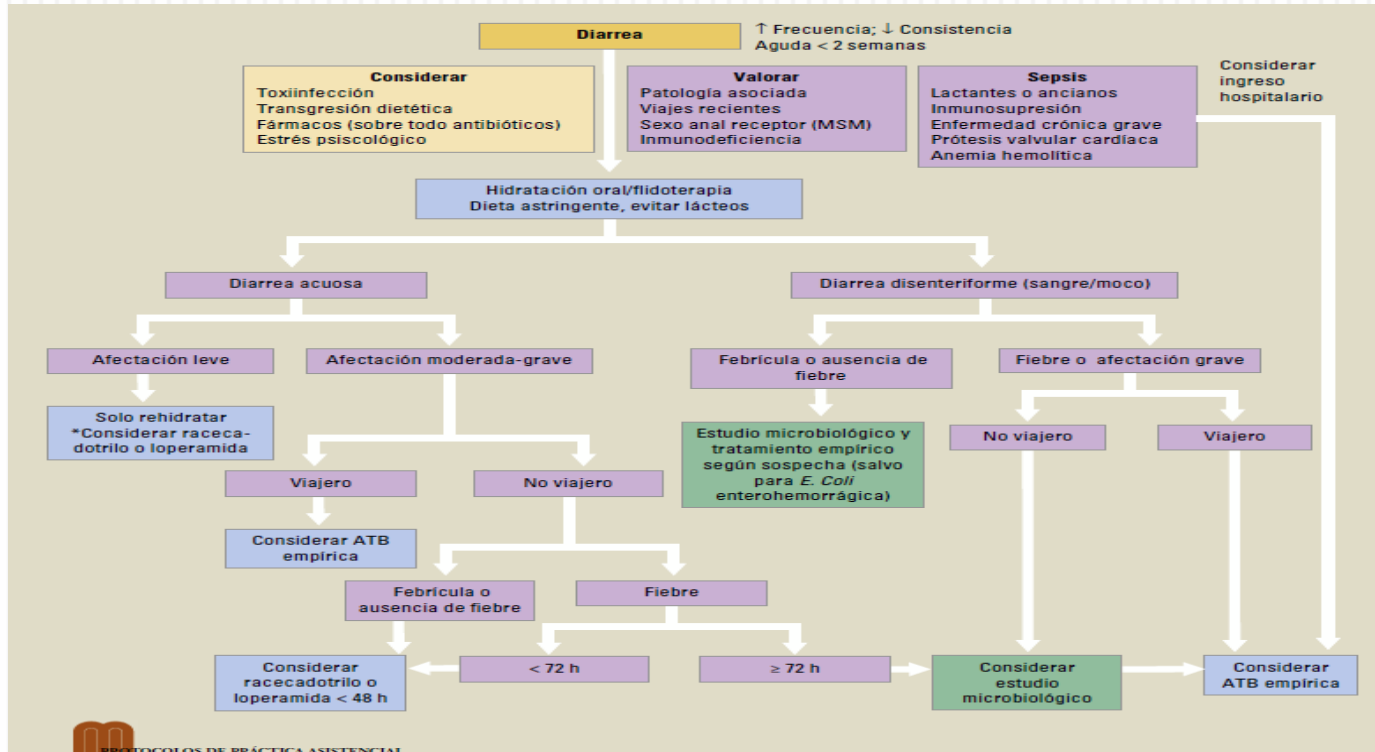 Diarrea
↑ Frecuencia; ↓ Consistencia
Aguda < 2 semanas
Considerar
Toxiinfección
Transgresión dietética
Fármacos (sobre todo antibióticos)
Estrés psiscológico
Valorar
Patología asociada
Viajes recientes
Sexo anal receptor (MSM)
Inmunodeficiencia
Sepsis
Lactantes o ancianos
Inmunosupresión
Enfermedad crónica grave
Prótesis valvular cardíaca
Anemia hemolítica
Considerar
ingreso
hospitalario
Hidratación oral/flidoterapia
Dieta astringente, evitar lácteos
Diarrea acuosa
Diarrea disenteriforme (sangre/moco)
Afectación leve
Afectación moderada-grave
Febrícula o ausencia de
fiebre
Fiebre o afectación grave
Solo rehidratar
*Considerar raceca-
dotrilo o loperamida
Estudio microbiológico y
tratamiento empírico
según sospecha (salvo
para E. Coli
enterohemorrágica)
No viajero
Viajero
Viajero
No viajero
Considerar ATB
empírica
Febrícula o
ausencia de fiebre
Fiebre
Considerar
racecadotrilo o
loperamida < 48 h
< 72 h
≥ 72 h
Considerar
estudio
microbiológico
Considerar
ATB empírica
PROTOCOLOS DE PRÁCTICA ASISTENCIAL